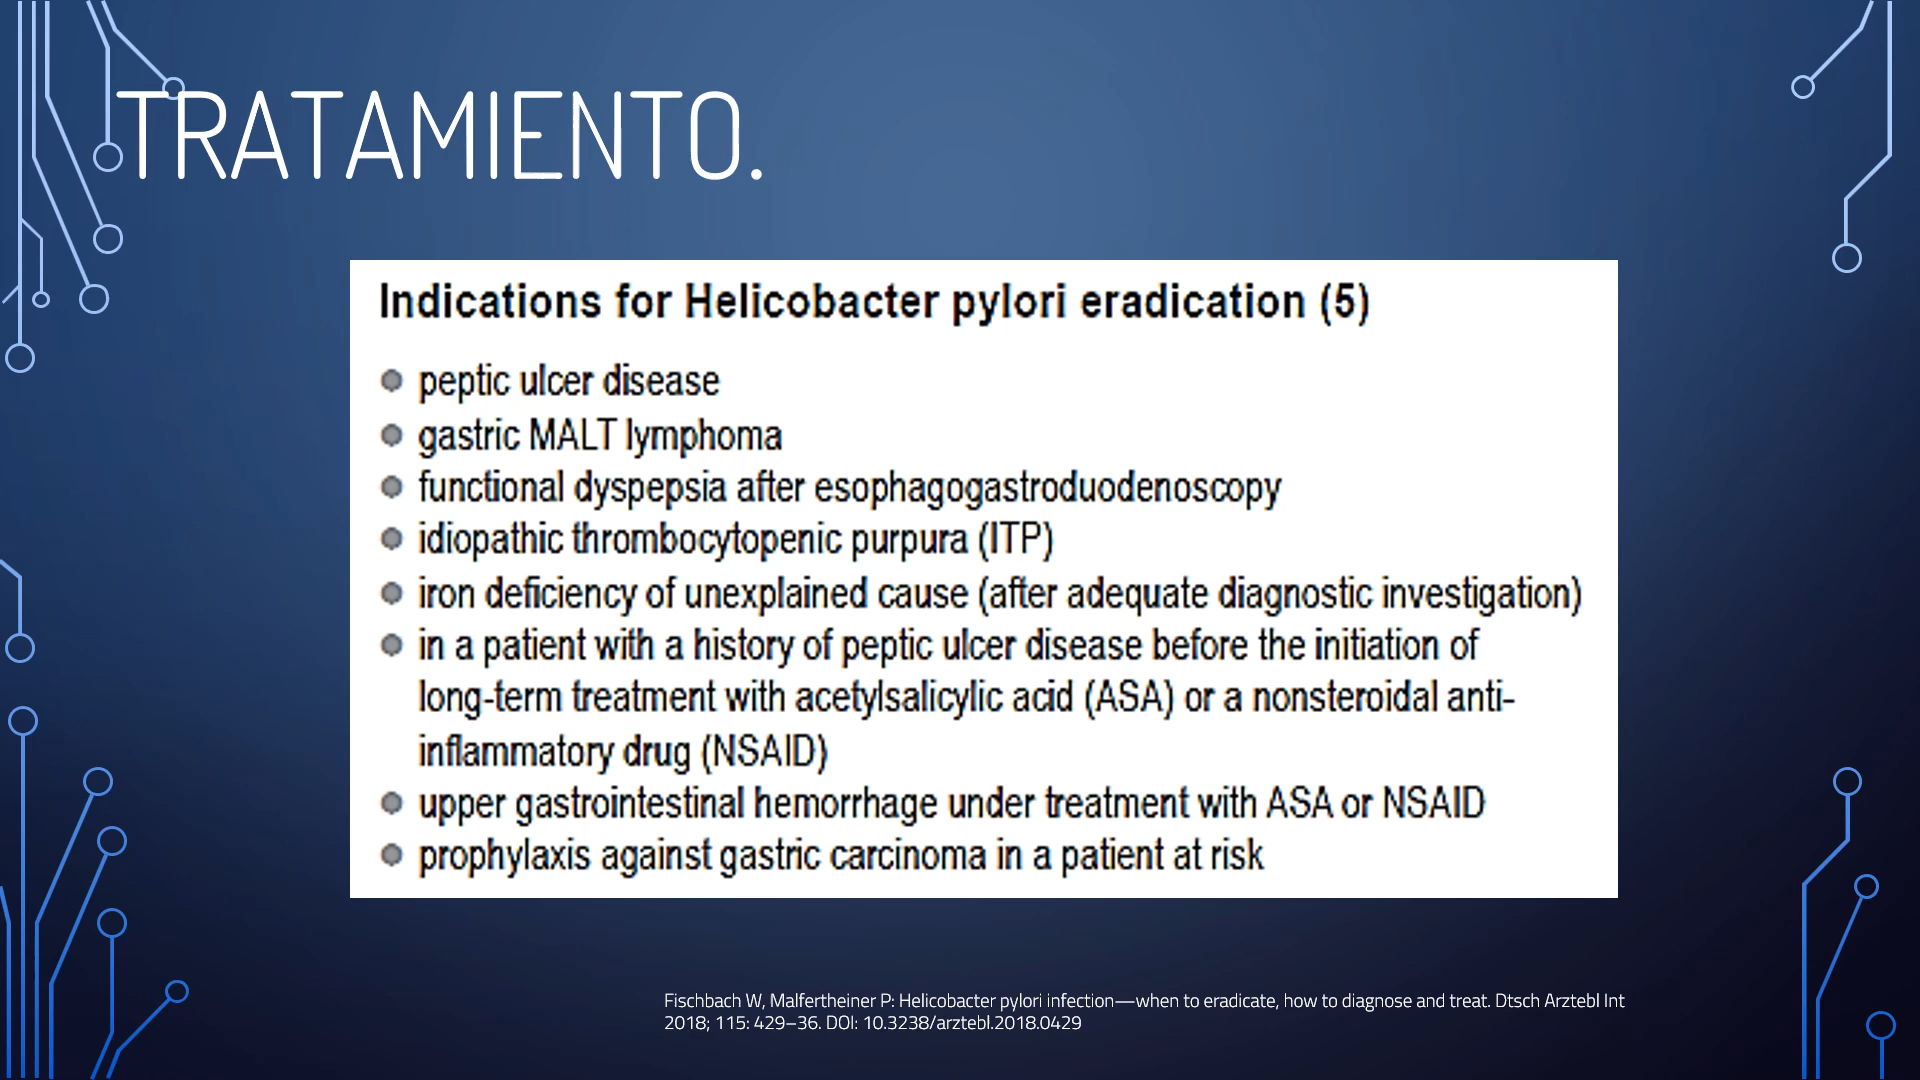 TRATAMIENTO.
Indications for Helicobacter pylori eradication (5)
● peptic ulcer disease
● gastric MALT lymphoma
● functional dyspepsia after esophagogastroduodenoscopy
● idiopathic thrombocytopenic purpura (ITP)
● iron deficiency of unexplained cause (after adequate diagnostic investigation)
● in a patient with a history of peptic ulcer disease before the initiation of
long-term treatment with acetylsalicylic acid (ASA) or a nonsteroidal anti-
inflammatory drug (NSAID)
● upper gastrointestinal hemorrhage under treatment with ASA or NSAID
● prophylaxis against gastric carcinoma in a patient at risk
Fischbach W, Malfertheiner P: Helicobacter pylori infection—when to eradicate, how to diagnose and treat. Dtsch Arztebl Int
2018; 115: 429–36. DOI: 10.3238/arztebl.2018.0429